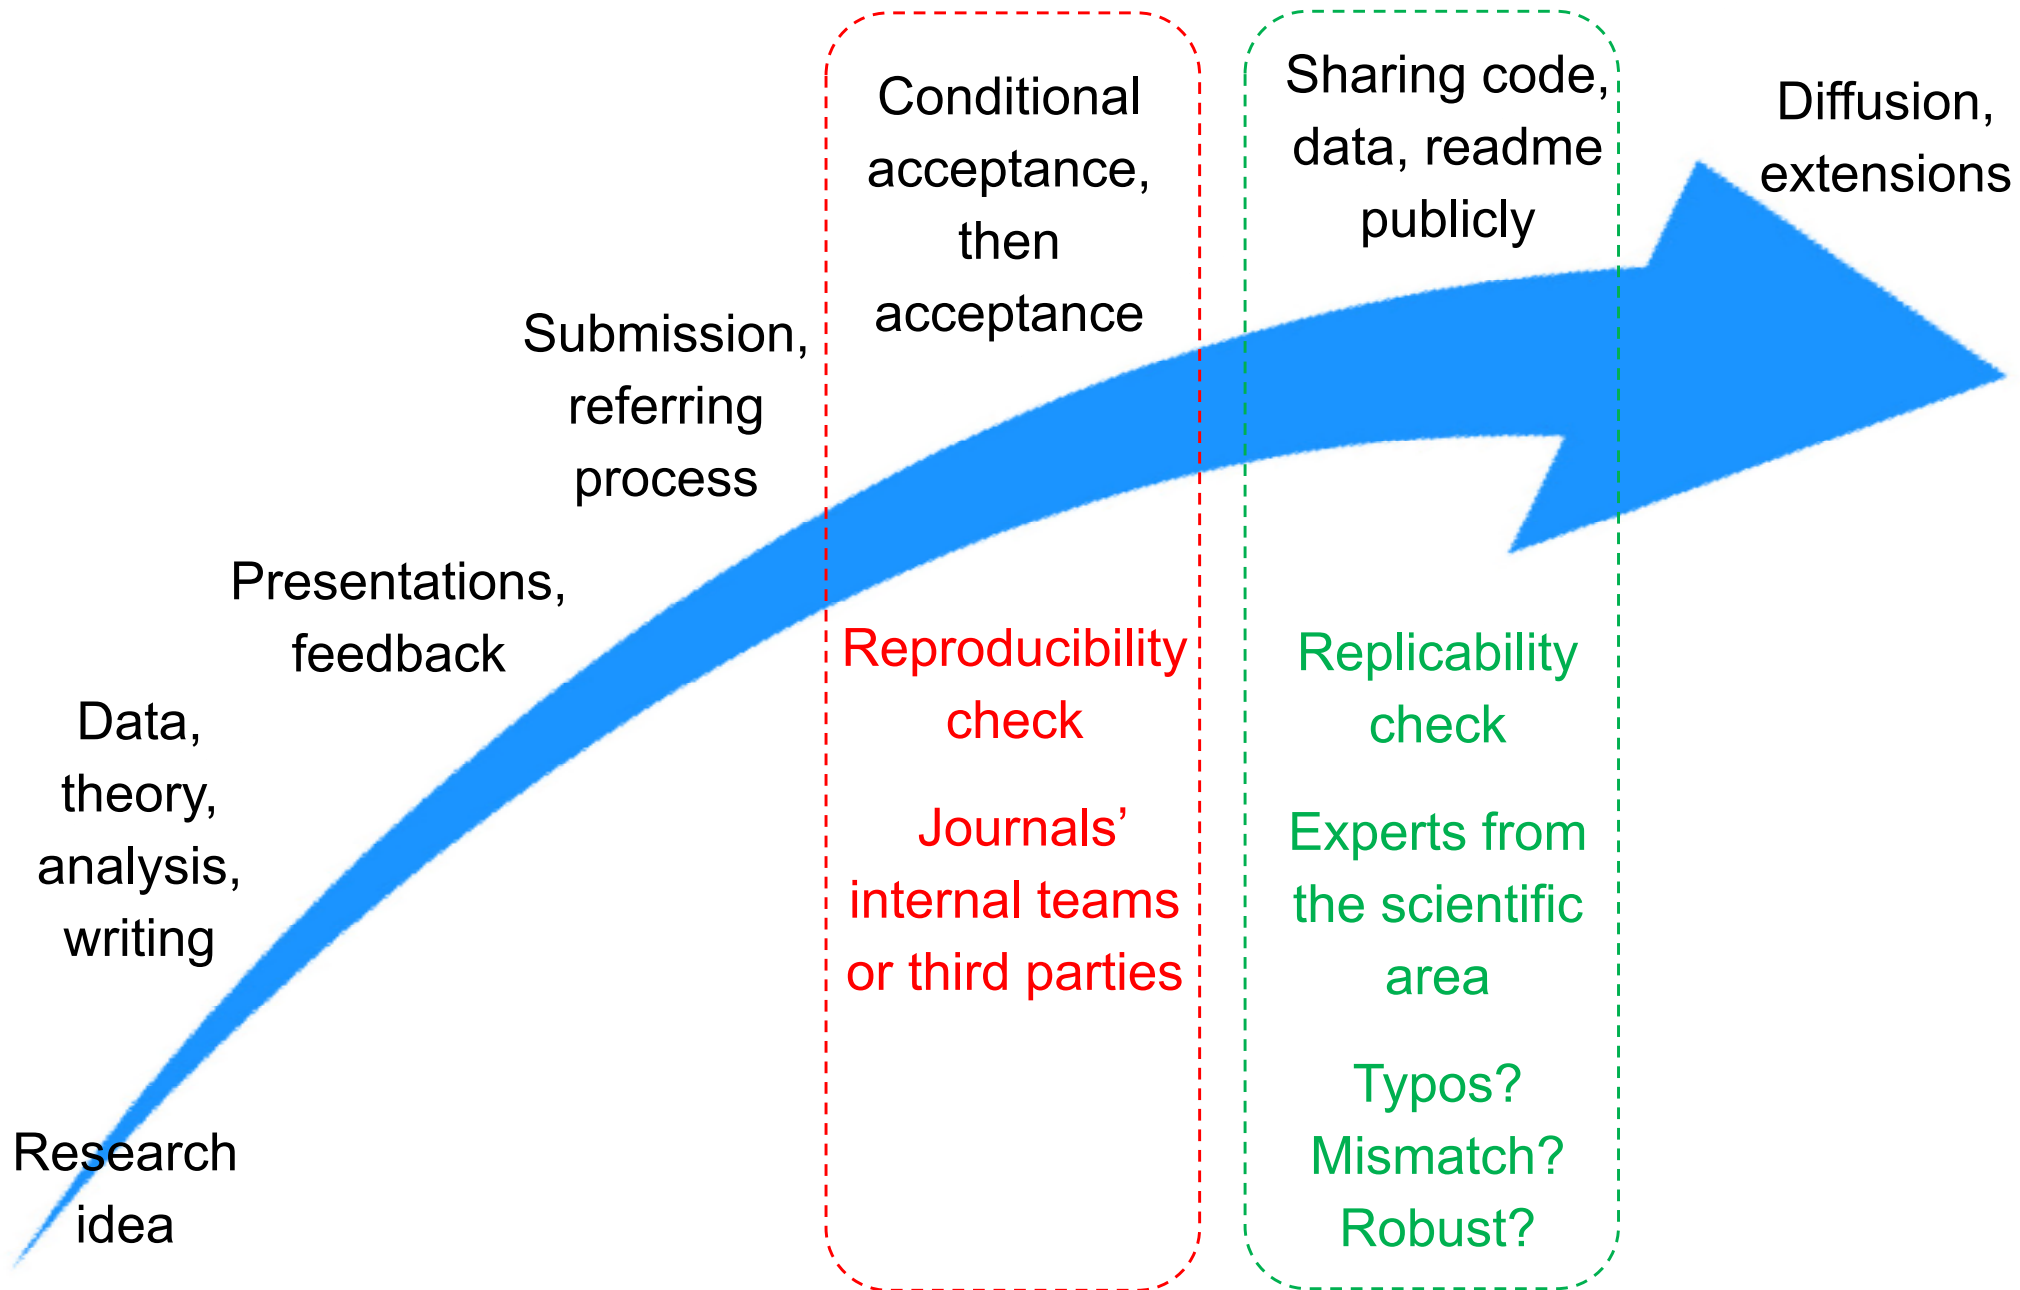 Research
idea
Data,
theory,
analysis,
writing
Presentations,
feedback
Submission,
referring
process
Conditional
acceptance,
then
acceptance
Reproducibility
check
Journals’
internal teams
or third parties
Sharing code,
data, readme
publicly
Replicability
check
Experts from
the scientific
area
Typos?
Mismatch?
Robust?
Diffusion,
extensions